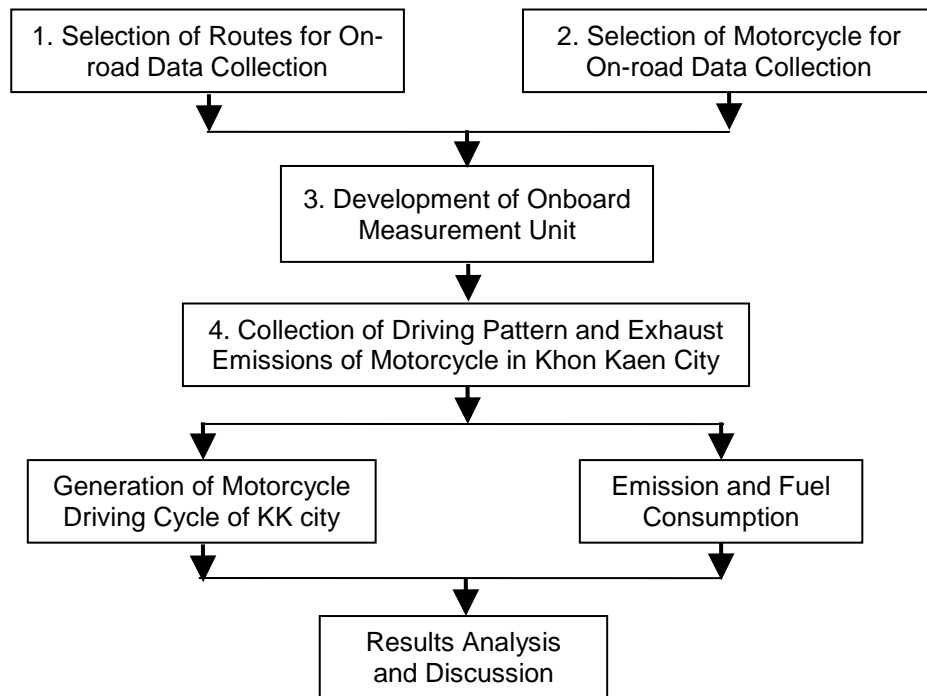 1. Selection of Routes for On-
road Data Collection
2. Selection of Motorcycle for
On-road Data Collection
3. Development of Onboard
Measurement Unit
4. Collection of Driving Pattern and Exhaust
Emissions of Motorcycle in Khon Kaen City
Generation of Motorcycle
Driving Cycle of KK city
Emission and Fuel
Consumption
Results Analysis
and Discussion